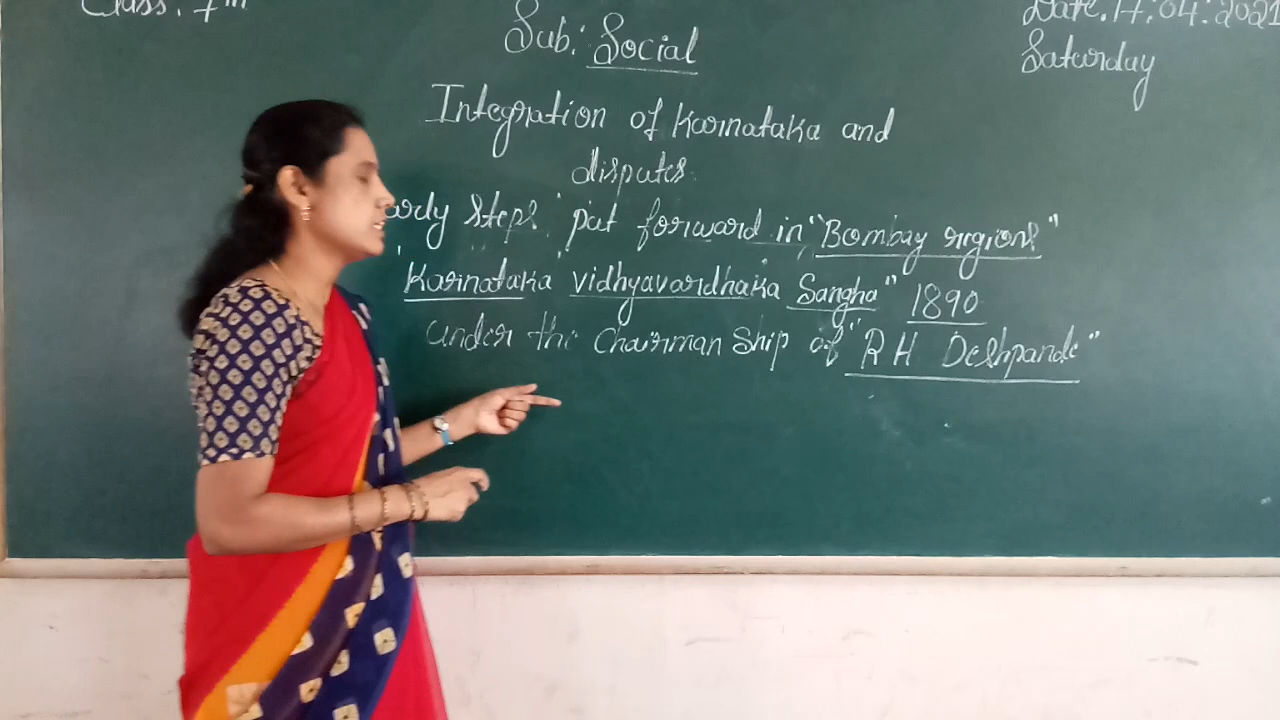 Class. 7th
Date. 17.04.2021
Sub: Social
Saturday
Integration of Karnataka and
disputes.
early steps put forward in "Bombay regions"
'Karnataka' vidhyavardhaka Sangha" 1890
under the Chairman Ship of "R H Deshpande"